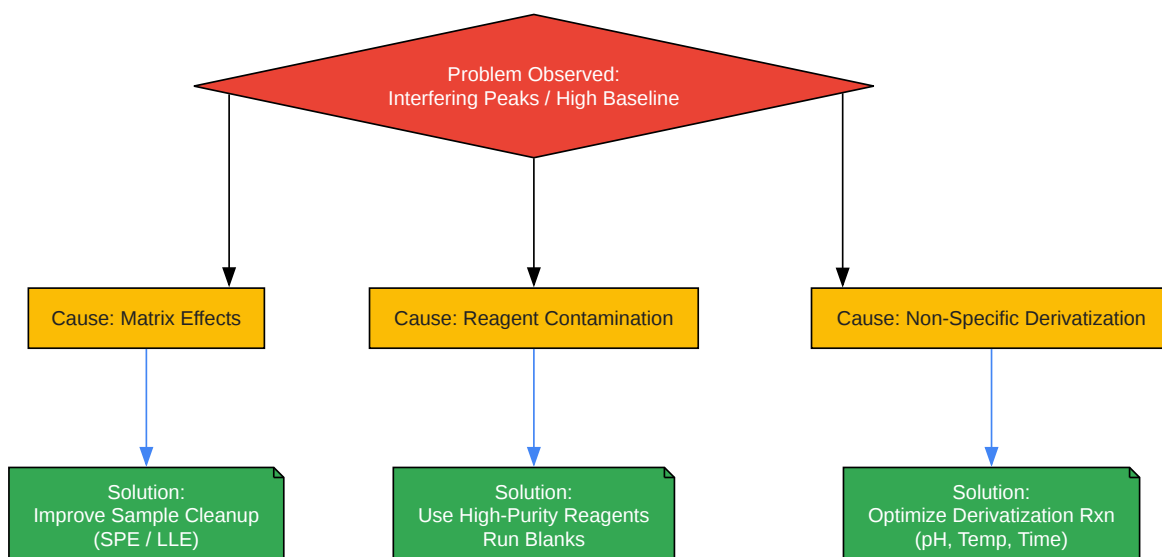 Problem Observed:
Interfering Peaks / High Baseline
Cause: Matrix Effects
Cause: Reagent Contamination
Cause: Non-Specific Derivatization
Solution:
Improve Sample Cleanup
(SPE / LLE)
Solution:
Use High-Purity Reagents
Run Blanks
Solution:
Optimize Derivatization Rxn
(pH, Temp, Time)